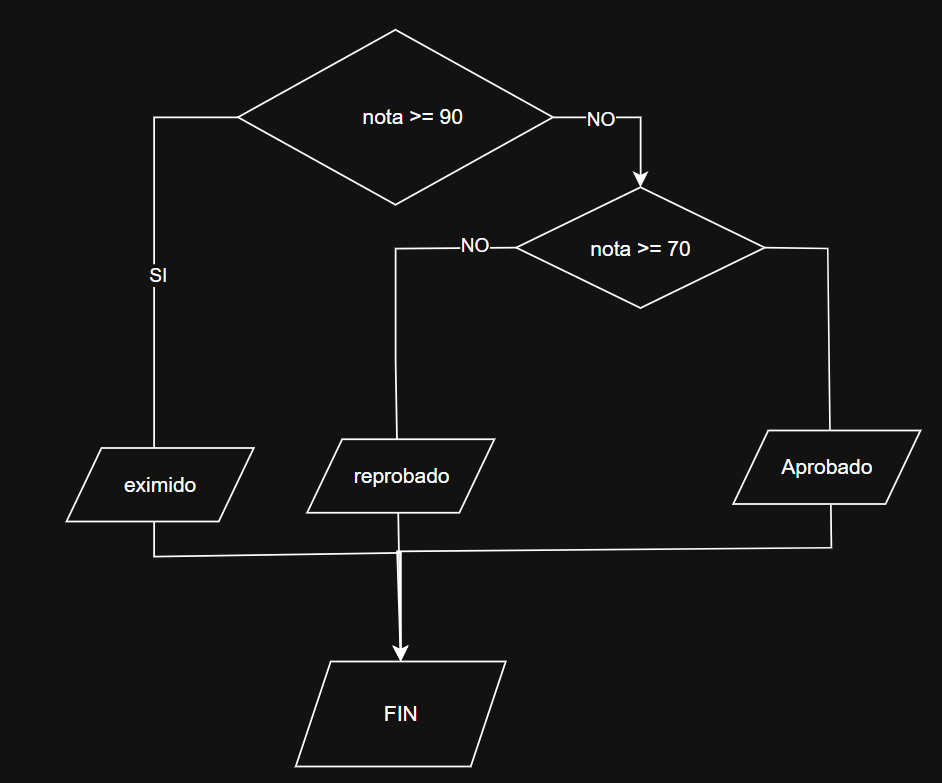 nota >= 90
NO
nota >= 70
NO
SI
eximido
reprobado
Aprobado
FIN